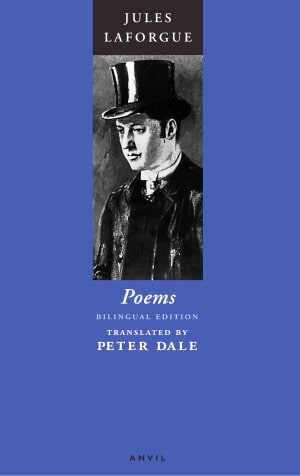 JULES
LAFORGUE
Poems
BILINGUAL EDITION
TRANSLATED BY
PETER DALE
ANVIL